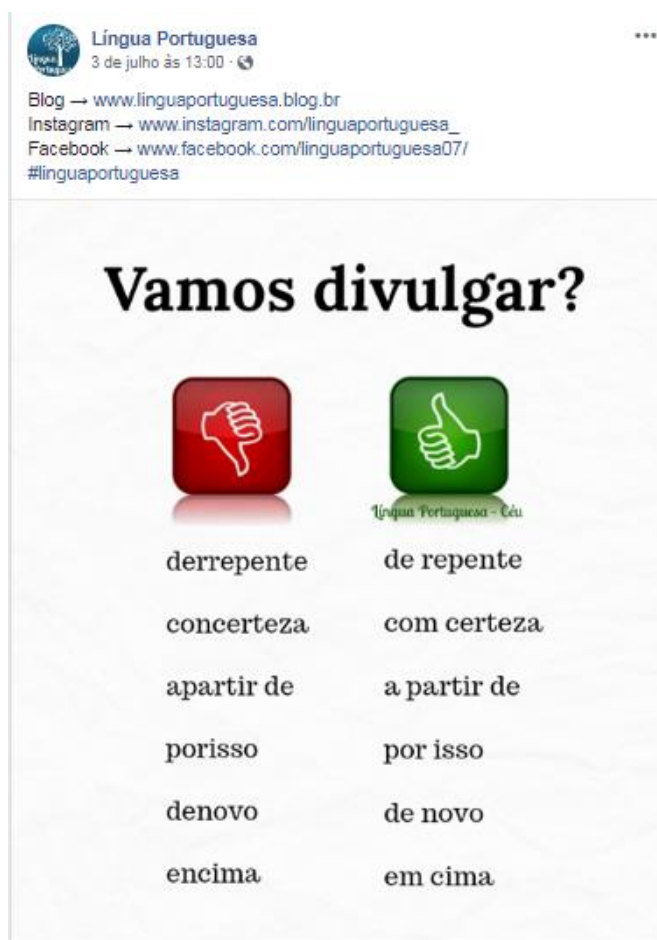 Língua Portuguesa
3 de julho às 13:00 ·
Blog → www.linguaportuguesa.blog.br
Instagram → www.instagram.com/linguaportuguesa_
Facebook → www.facebook.com/linguaportuguesa07/
#linguaportuguesa
Vamos divulgar?
Língua Portuguesa - Céu
derrepente de repente
concerteza com certeza
apartir de a partir de
porisso por isso
denovo de novo
encima em cima